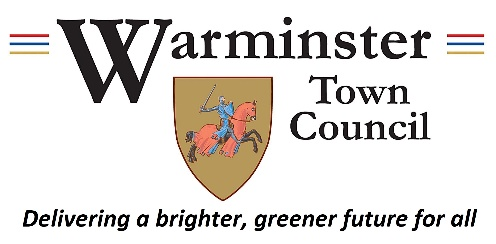 Warminster
Town
Council
Delivering a brighter, greener future for all